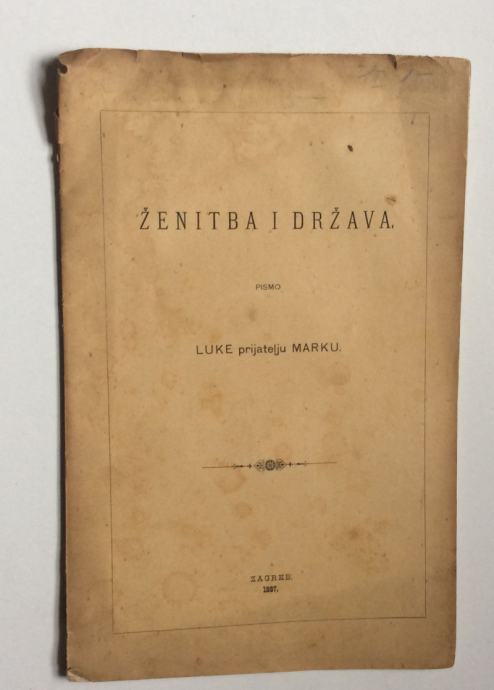 ŽENITBA I DRŽAVA.
PISMO
LUKE prijatelju MARKU.
ZAGREB.
1887.